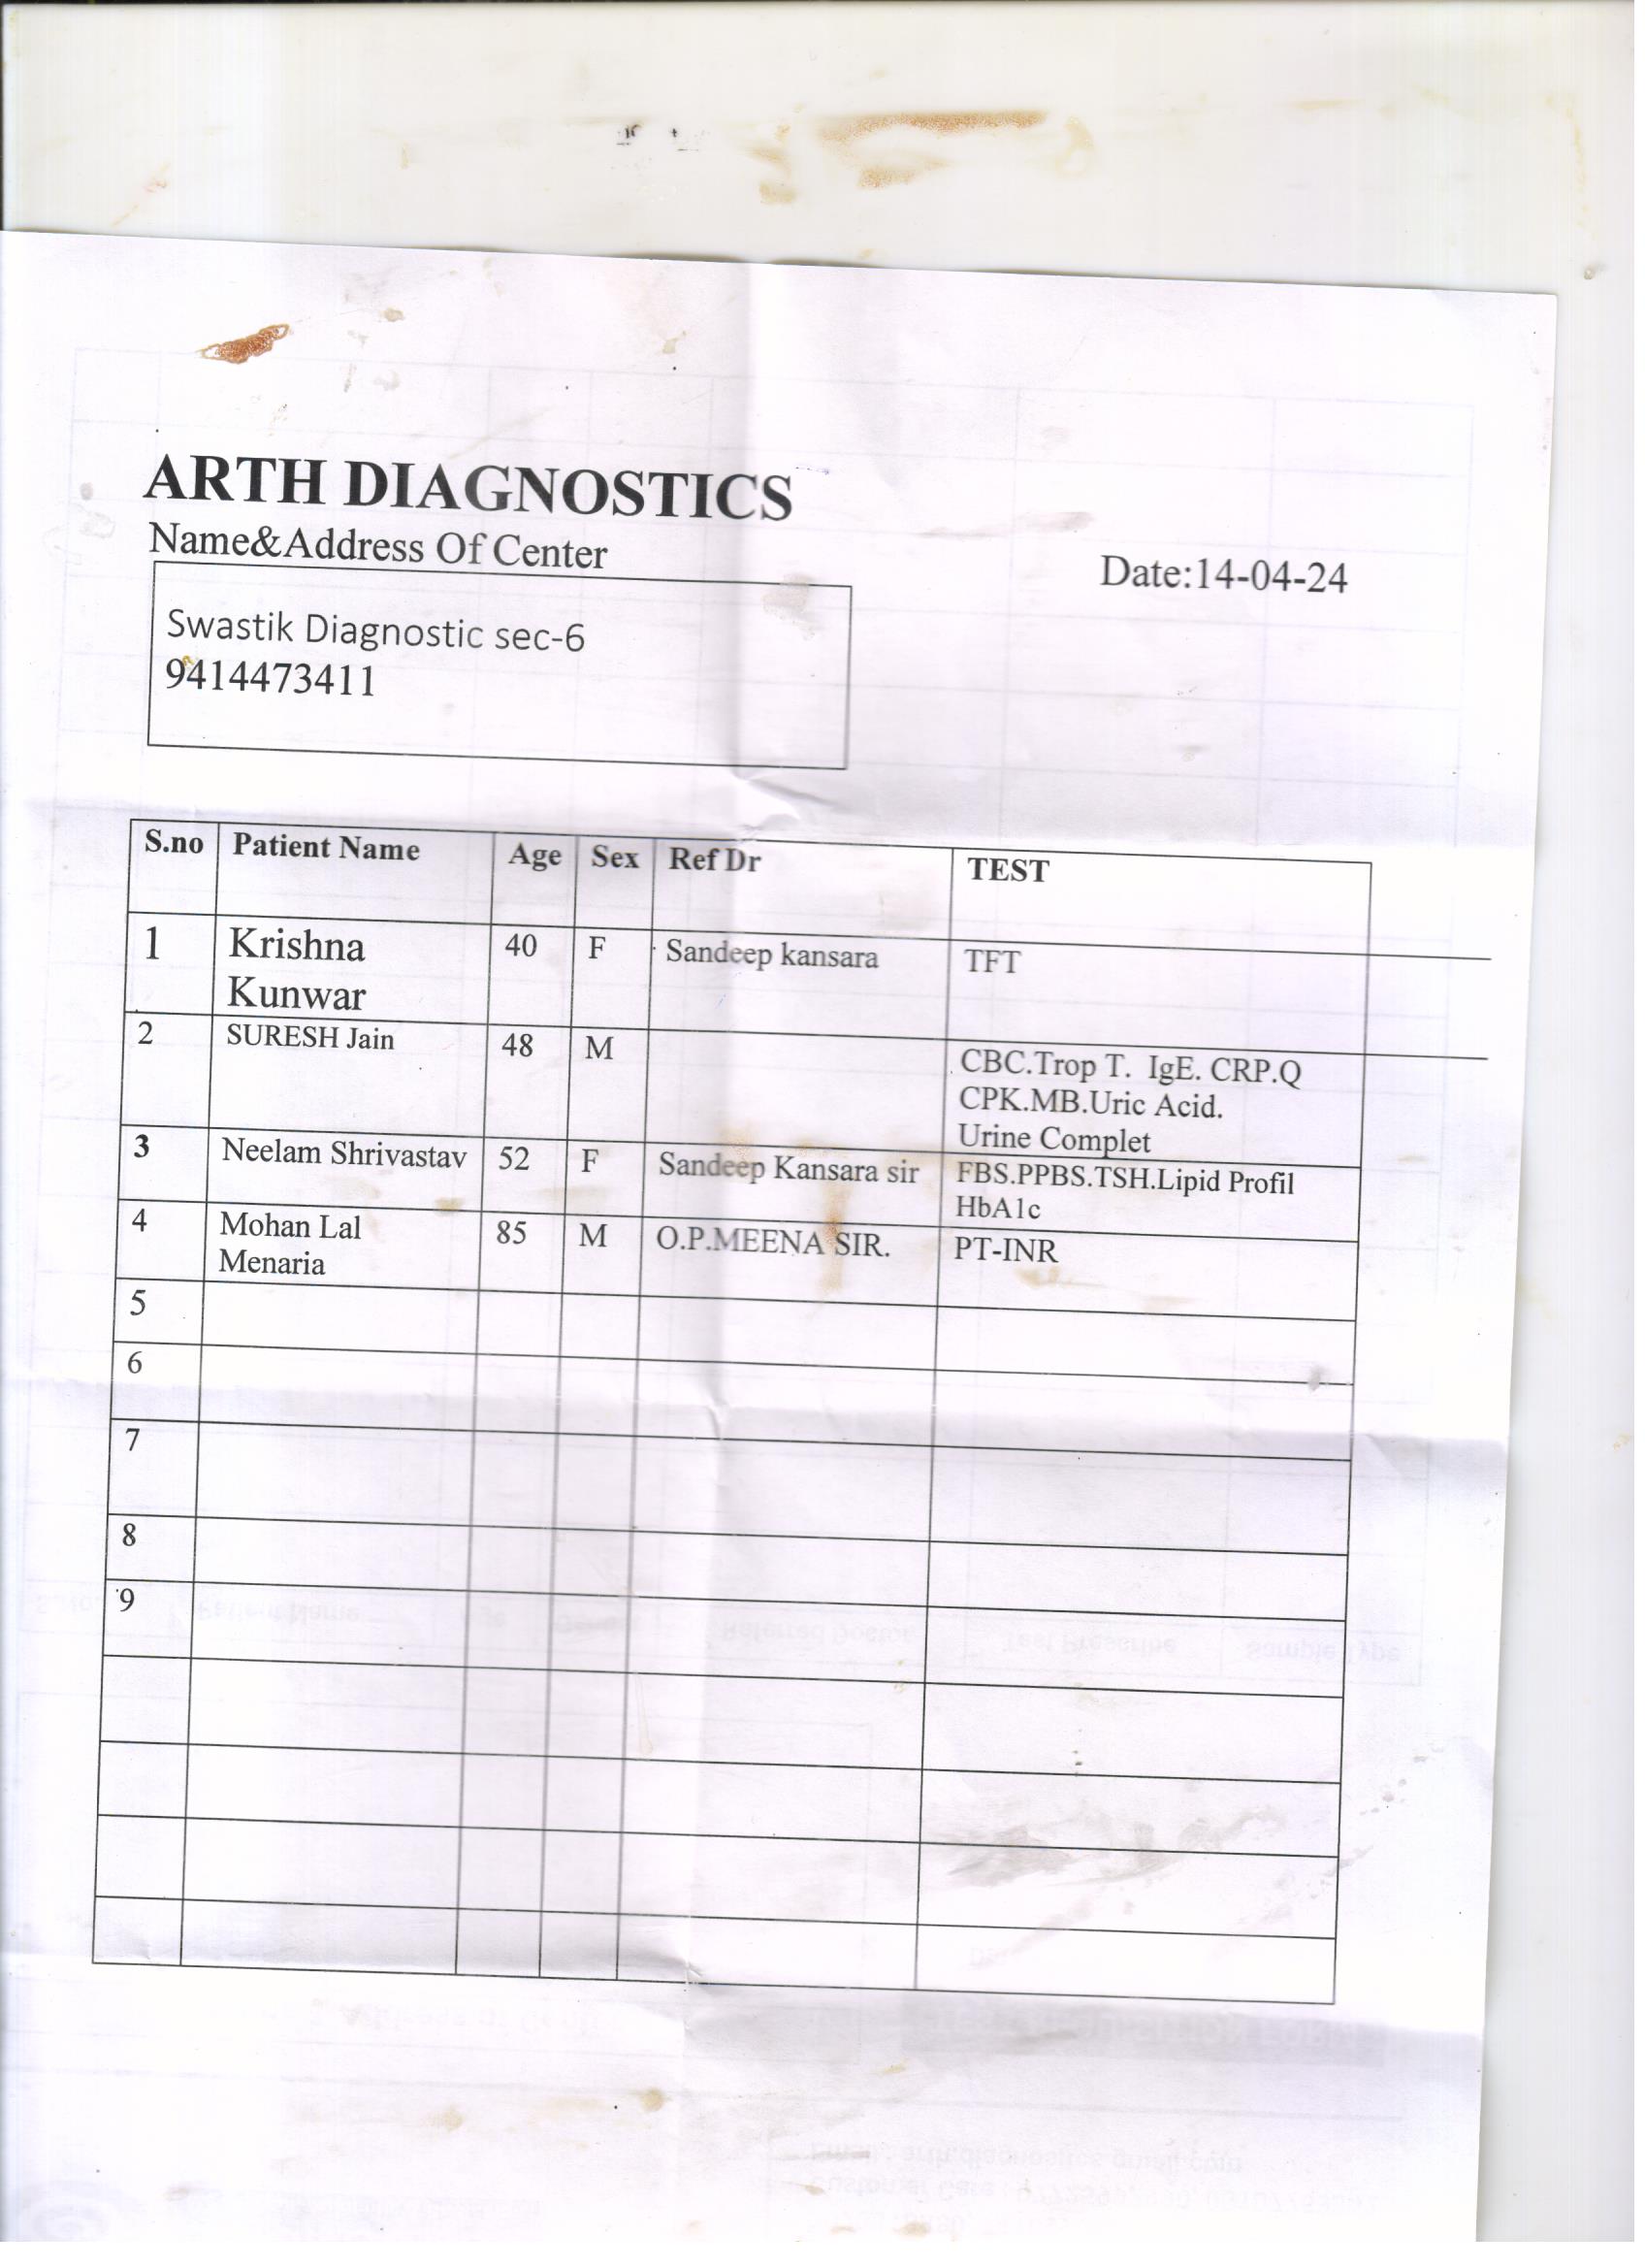 ARTH DIAGNOSTICS
Name&Address Of Center
Date:14-04-24
Swastik Diagnostic sec-6
9414473411
S.no Patient Name Age Sex Ref Dr TEST
1 Krishna Kunwar 40 F Sandeep kansara TFT
2 SURESH Jain 48 M CBC.Trop T. IgE. CRP.Q
CPK.MB.Uric Acid.
Urine Complet
3 Neelam Shrivastav 52 F Sandeep Kansara sir FBS.PPBS.TSH.Lipid Profil
HbA1c
4 Mohan Lal Menaria 85 M O.P.MEENA SIR. PT-INR
5
6
7
8
9